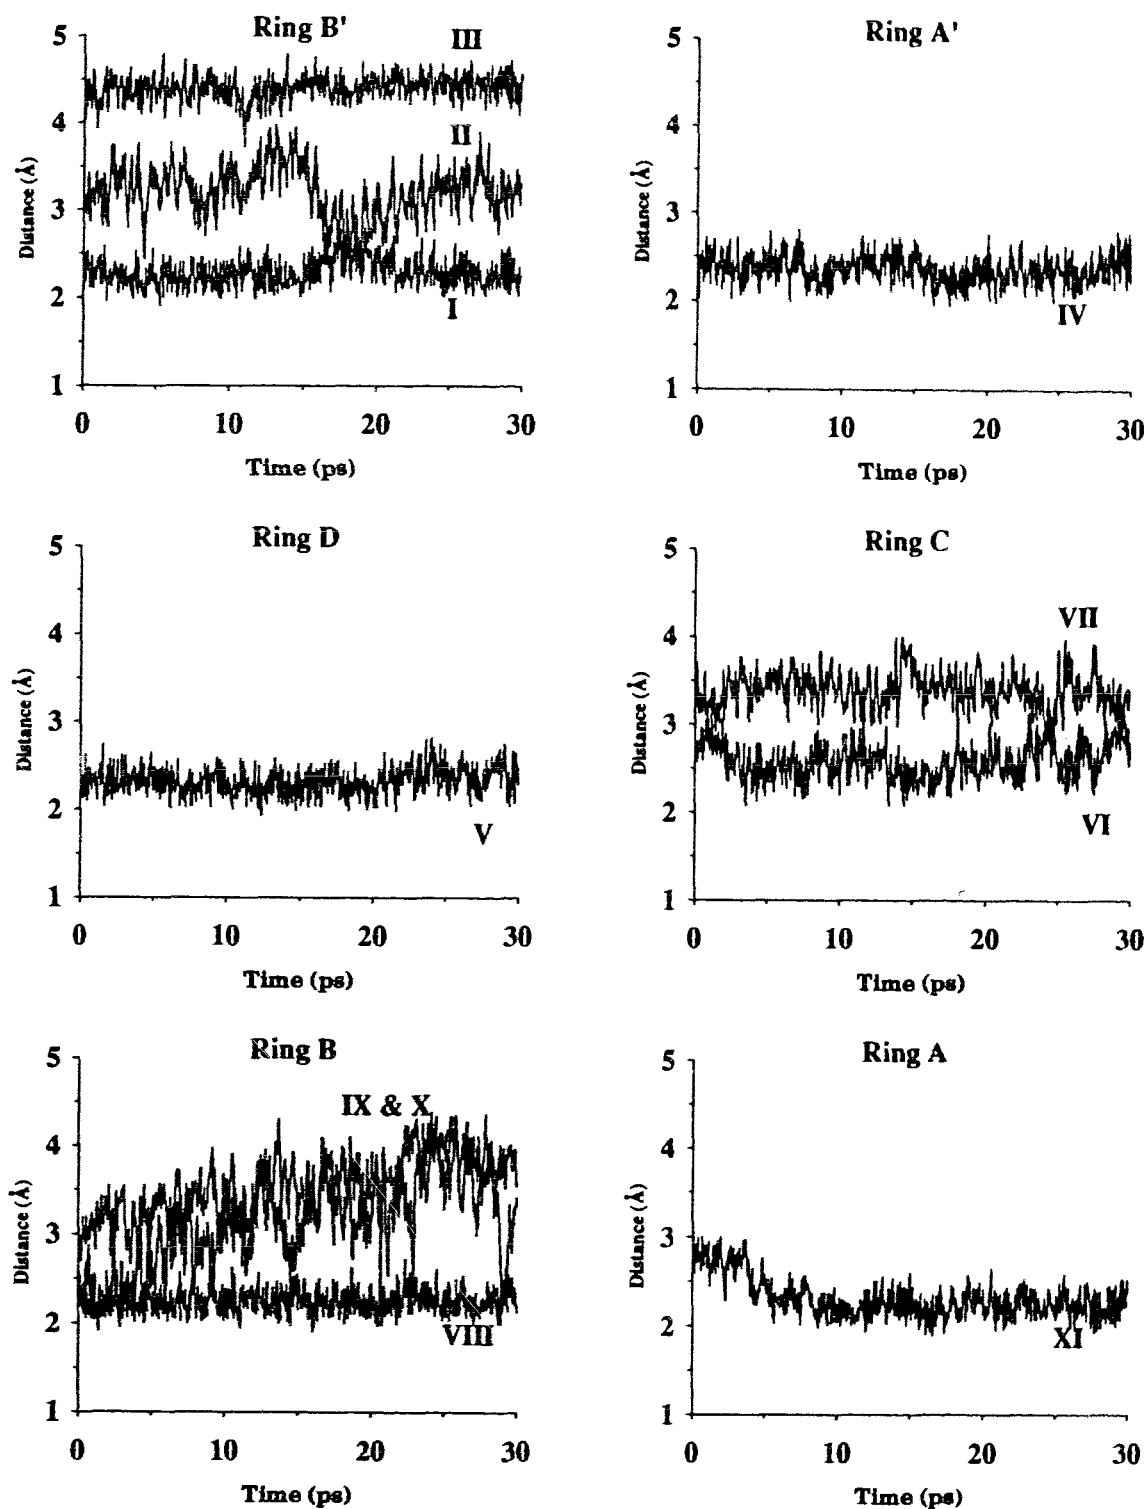 Ring B'
5
4
3
2
1
Distance (Å)
III
II
I
0
10
20
30
Time (ps)
Ring A'
5
4
3
2
1
Distance (Å)
IV
0
10
20
30
Time (ps)
Ring D
5
4
3
2
1
Distance (Å)
V
0
10
20
30
Time (ps)
Ring C
5
4
3
2
1
Distance (Å)
VII
VI
0
10
20
30
Time (ps)
Ring B
5
4
3
2
1
Distance (Å)
IX & X
VIII
0
10
20
30
Time (ps)
Ring A
5
4
3
2
1
Distance (Å)
XI
0
10
20
30
Time (ps)